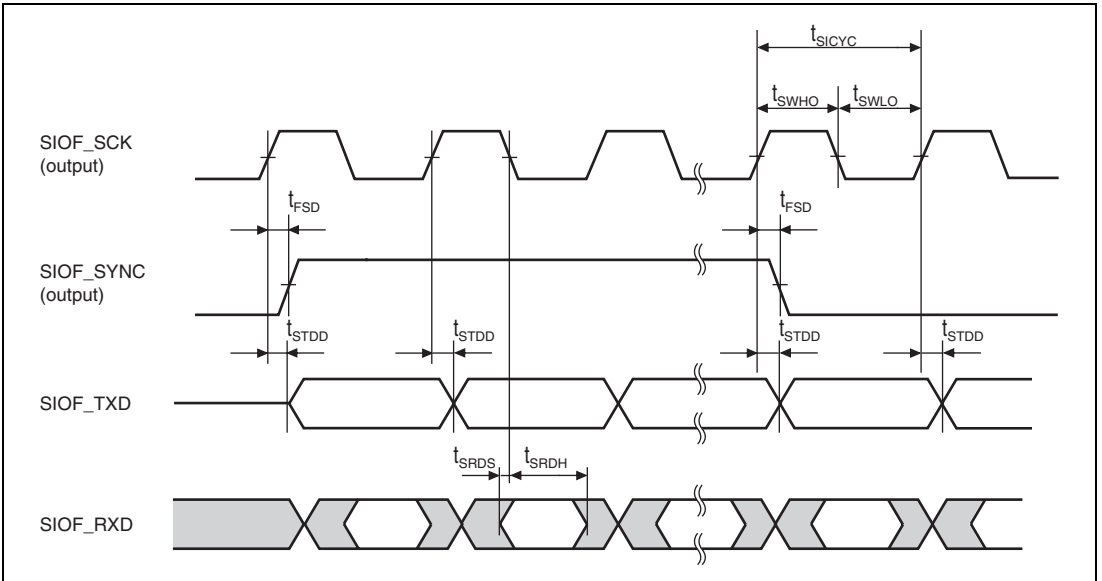 tSICYC
tSWHO tSWLO
SIOF_SCK
(output)
tFSD tFSD
SIOF_SYNC
(output)
tSTDD tSTDD tSTDD tSTDD
SIOF_TXD
tSRDS tSRDH
SIOF_RXD